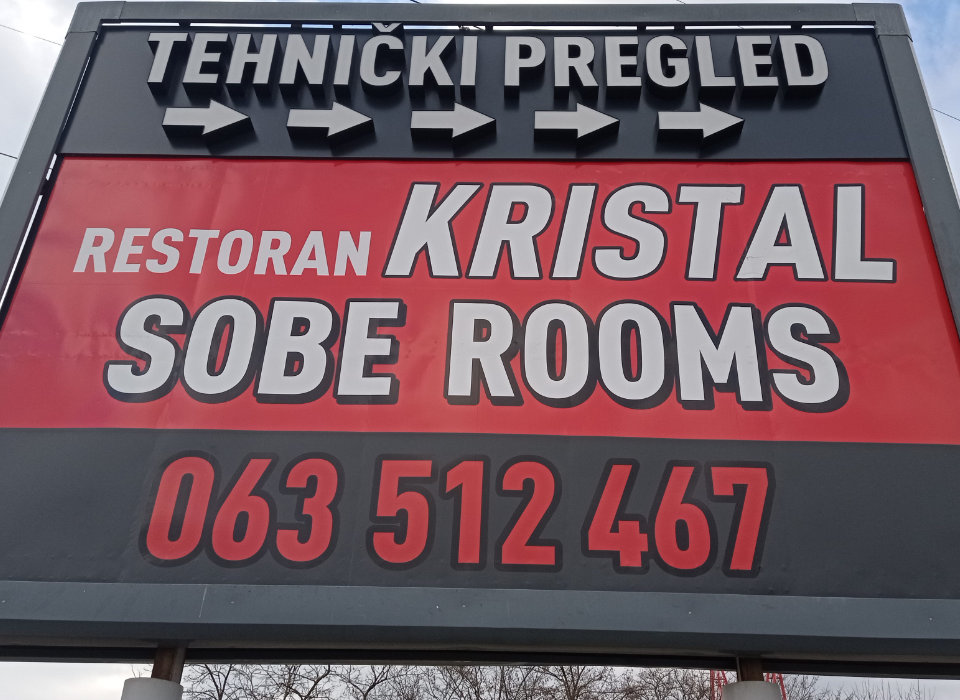 TEHNIČKI PREGLED
RESTORAN KRISTAL
SOBE ROOMS
063 512 467